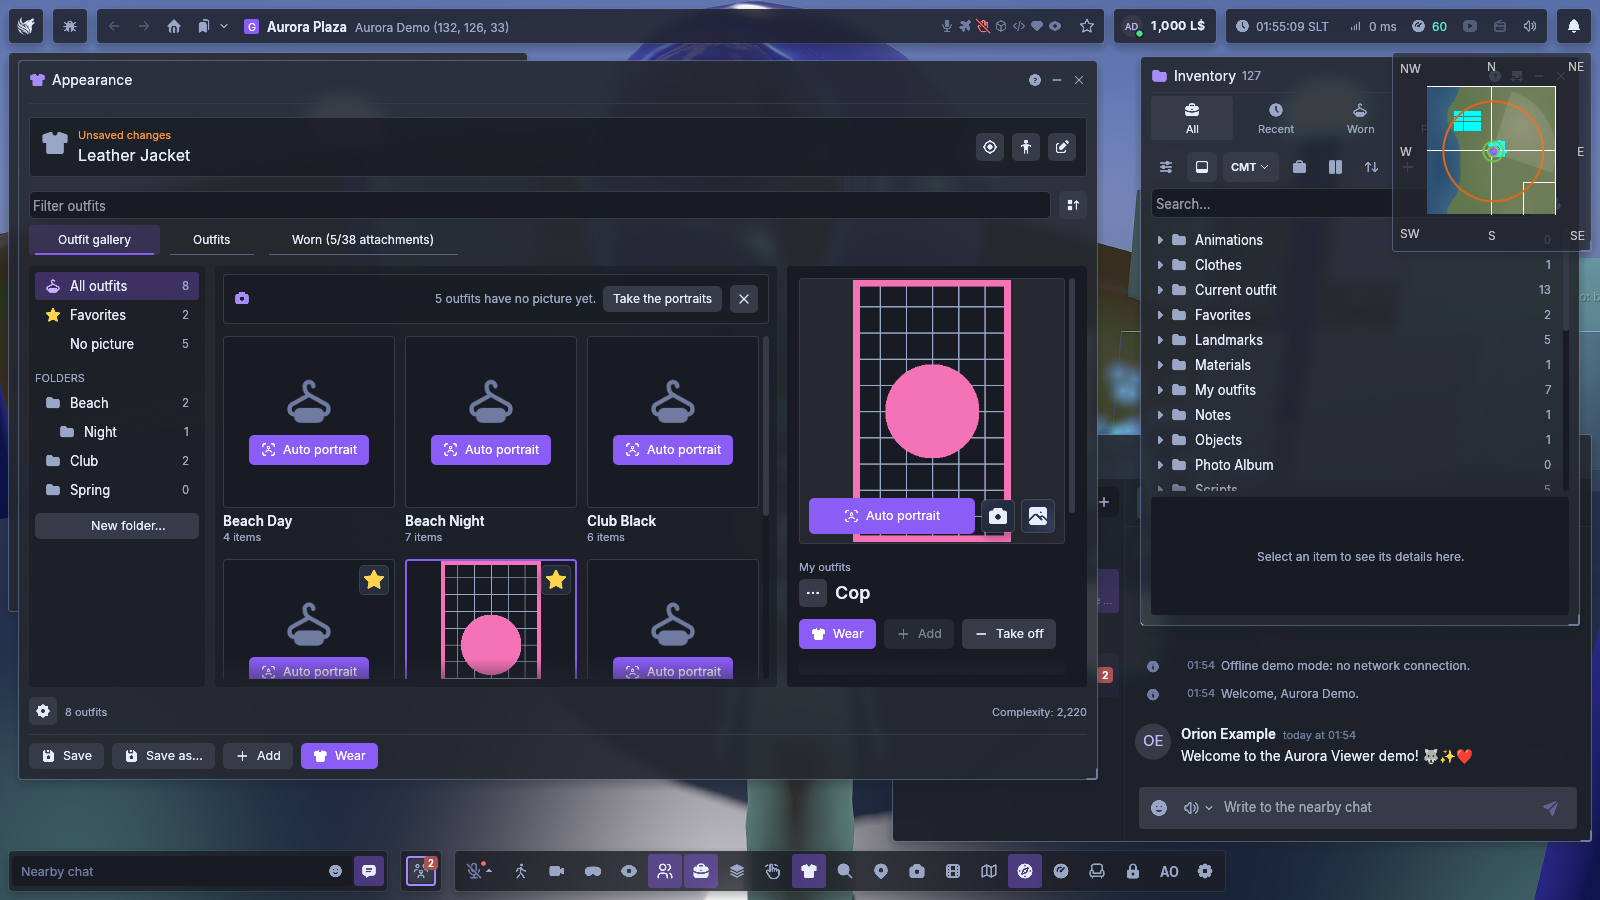 Aurora Plaza Aurora Demo (132, 126, 33)
AD 1,000 L$
01:55:09 SLT 0 ms 60
Appearance
Unsaved changes
Leather Jacket
Filter outfits
Outfit gallery Outfits Worn (5/38 attachments)
All outfits 8
Favorites 2
No picture 5
FOLDERS
Beach 2
Night 1
Club 2
Spring 0
New folder...
5 outfits have no picture yet. Take the portraits
Auto portrait Auto portrait Auto portrait
Beach Day Beach Night Club Black
4 items 7 items 6 items
Auto portrait Auto portrait
Auto portrait
My outfits
... Cop
Wear Add Take off
8 outfits Complexity: 2,220
Save Save as... Add Wear
Inventory 127
All Recent Worn
CMT
Search...
Animations 0
Clothes 1
Current outfit 13
Favorites 2
Landmarks 5
Materials 1
My outfits 7
Notes 1
Objects 1
Photo Album 0
Scripts 5
Select an item to see its details here.
NW N NE
W E
SW S SE
2
01:54 Offline demo mode: no network connection.
01:54 Welcome, Aurora Demo.
OE Orion Example today at 01:54
Welcome to the Aurora Viewer demo! 🐺✨❤️
Write to the nearby chat
Nearby chat
2
AO